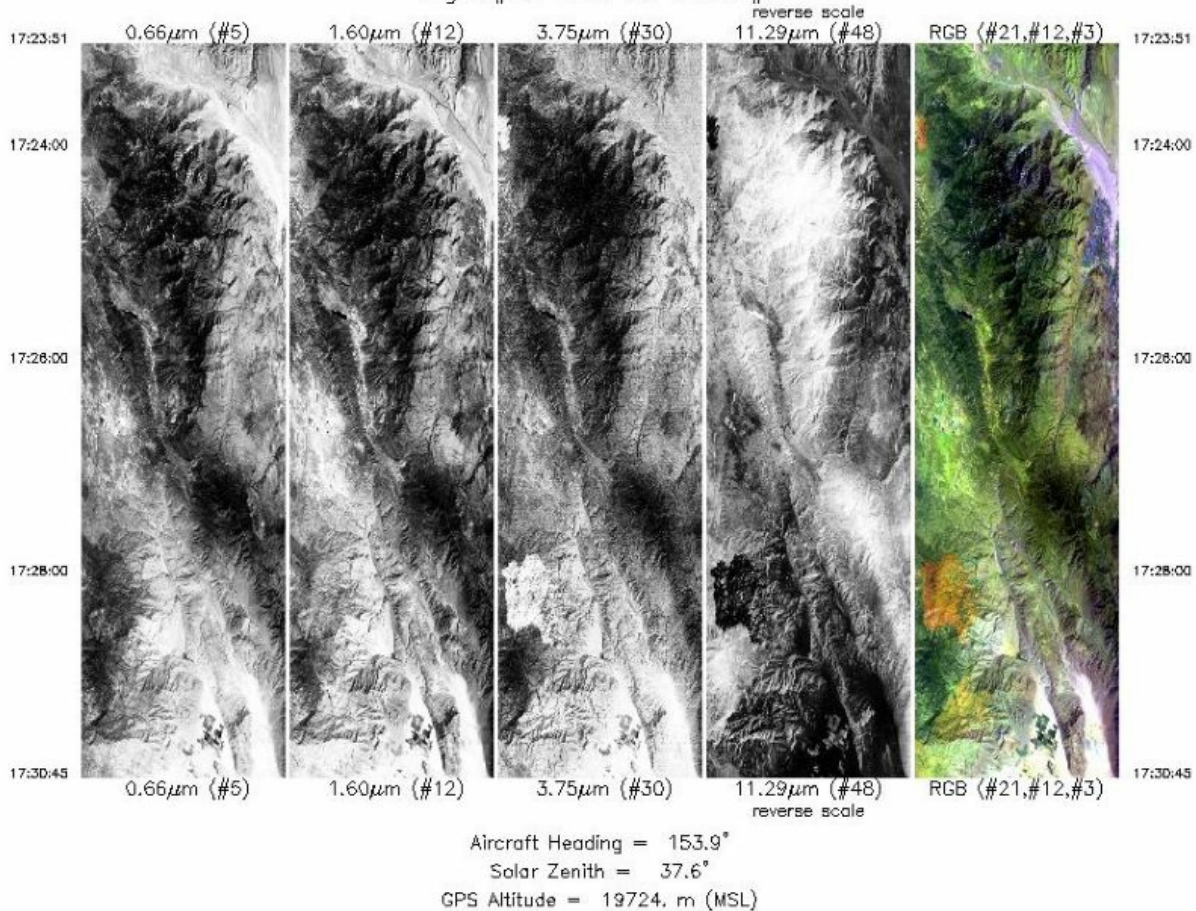 reverse scale
17:23:51 0.66μm (#5) 1.60μm (#12) 3.75μm (#30) 11.29μm (#48) RGB (#21,#12,#3) 17:23:51
17:24:00 17:24:00
17:26:00 17:26:00
17:28:00 17:28:00
17:30:45 0.66μm (#5) 1.60μm (#12) 3.75μm (#30) 11.29μm (#48) RGB (#21,#12,#3) 17:30:45
reverse scale
Aircraft Heading = 153.9°
Solar Zenith = 37.6°
GPS Altitude = 19724. m (MSL)